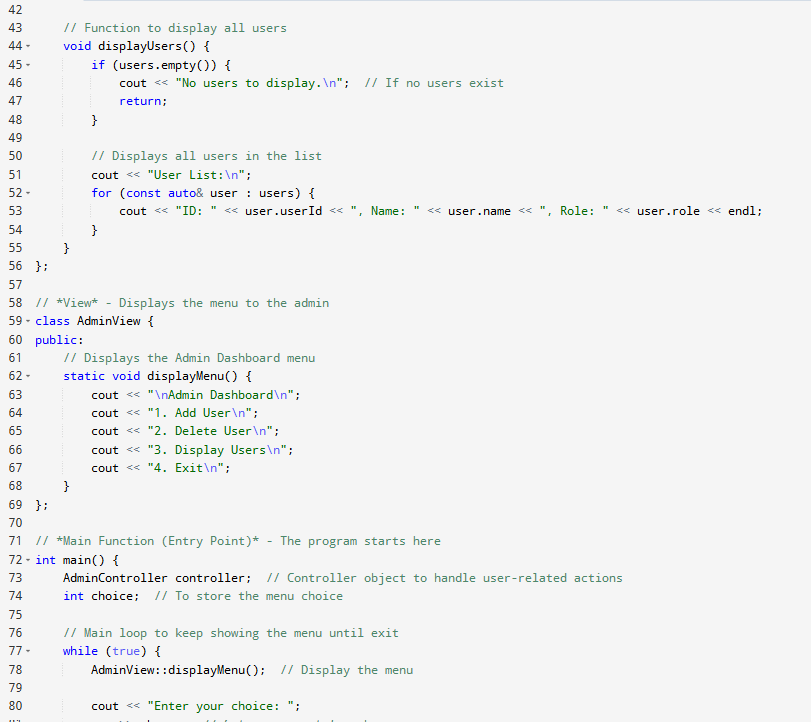 42
43 // Function to display all users
44 void displayUsers() {
45 if (users.empty()) {
46 cout << "No users to display.\n";  // If no users exist
47 return;
48 }
49
50 // Displays all users in the list
51 cout << "User List:\n";
52 for (const auto& user : users) {
53 cout << "ID: " << user.userId << ", Name: " << user.name << ", Role: " << user.role << endl;
54 }
55 }
56 };
57
58 // *View* - Displays the menu to the admin
59 class AdminView {
60 public:
61 // Displays the Admin Dashboard menu
62 static void displayMenu() {
63 cout << "\nAdmin Dashboard\n";
64 cout << "1. Add User\n";
65 cout << "2. Delete User\n";
66 cout << "3. Display Users\n";
67 cout << "4. Exit\n";
68 }
69 };
70
71 // *Main Function (Entry Point)* - The program starts here
72 int main() {
73 AdminController controller;  // Controller object to handle user-related actions
74 int choice;  // To store the menu choice
75
76 // Main loop to keep showing the menu until exit
77 while (true) {
78 AdminView::displayMenu();  // Display the menu
79
80 cout << "Enter your choice: ";